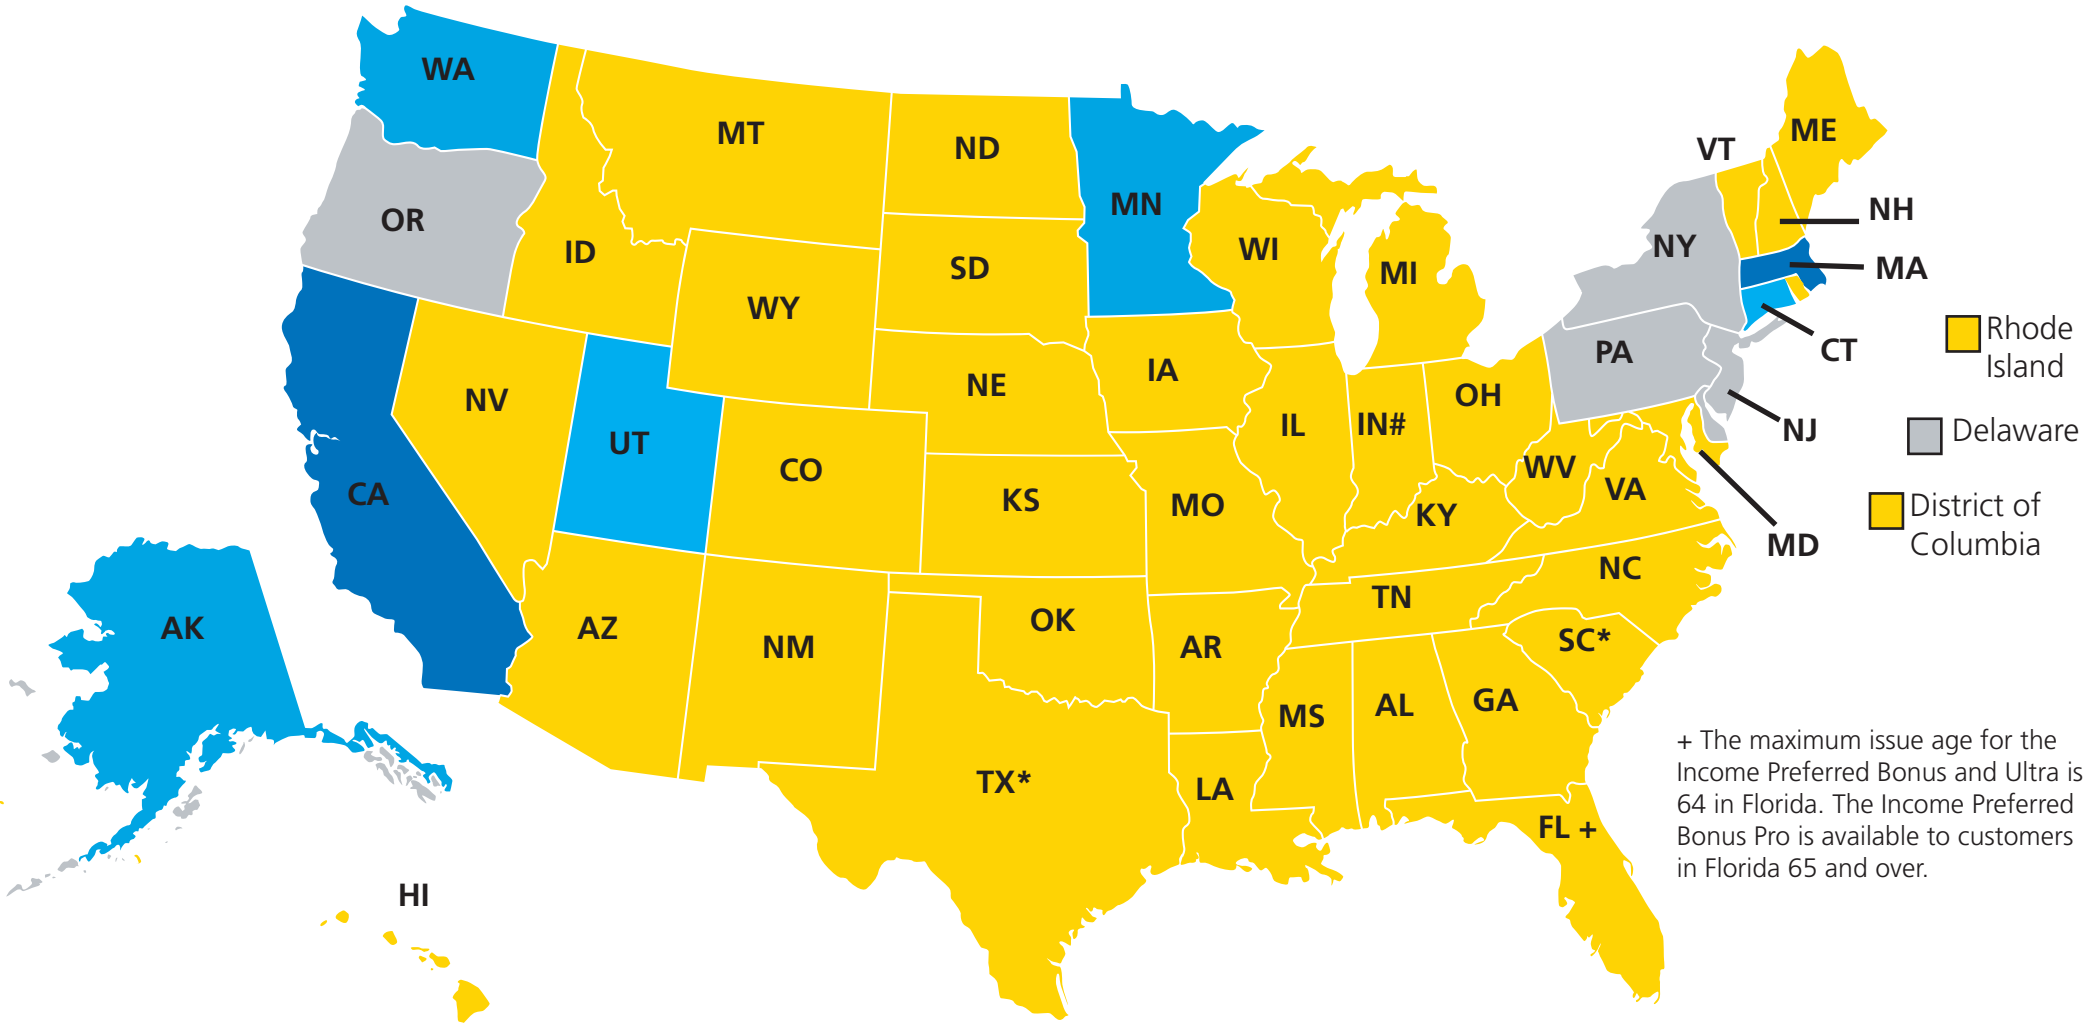 WA
MT
ND
MN
VT
ME
OR
ID
SD
WI
MI
NY
NH
MA
WY
CT
Rhode
Island
NV
NE
IA
PA
UT
CO
IL
IN#
OH
NJ
Delaware
CA
KS
MO
KY
WV
VA
MD
District of
Columbia
AK
AZ
NM
OK
AR
TN
NC
SC*
TX*
LA
MS
AL
GA
FL +
HI
+ The maximum issue age for the
Income Preferred Bonus and Ultra is
64 in Florida. The Income Preferred
Bonus Pro is available to customers
in Florida 65 and over.